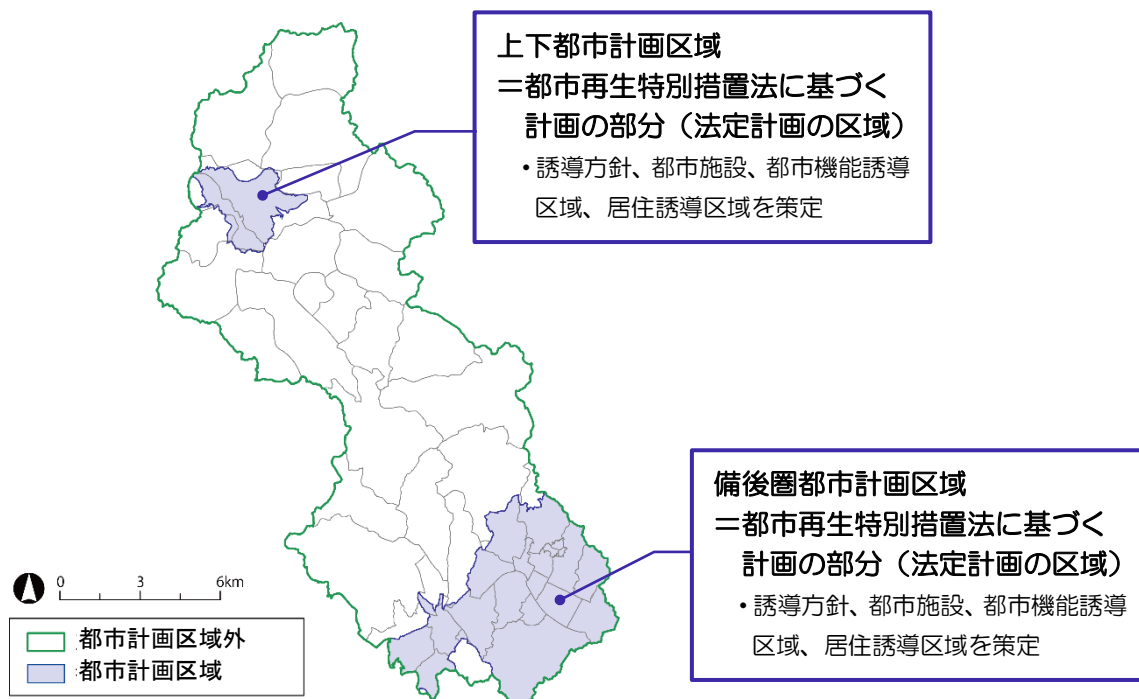 上下都市計画区域
＝都市再生特別措置法に基づく
計画の部分（法定計画の区域）
・誘導方針、都市施設、都市機能誘導
区域、居住誘導区域を策定
備後圏都市計画区域
＝都市再生特別措置法に基づく
計画の部分（法定計画の区域）
・誘導方針、都市施設、都市機能誘導
区域、居住誘導区域を策定
0 3 6km
都市計画区域外
都市計画区域